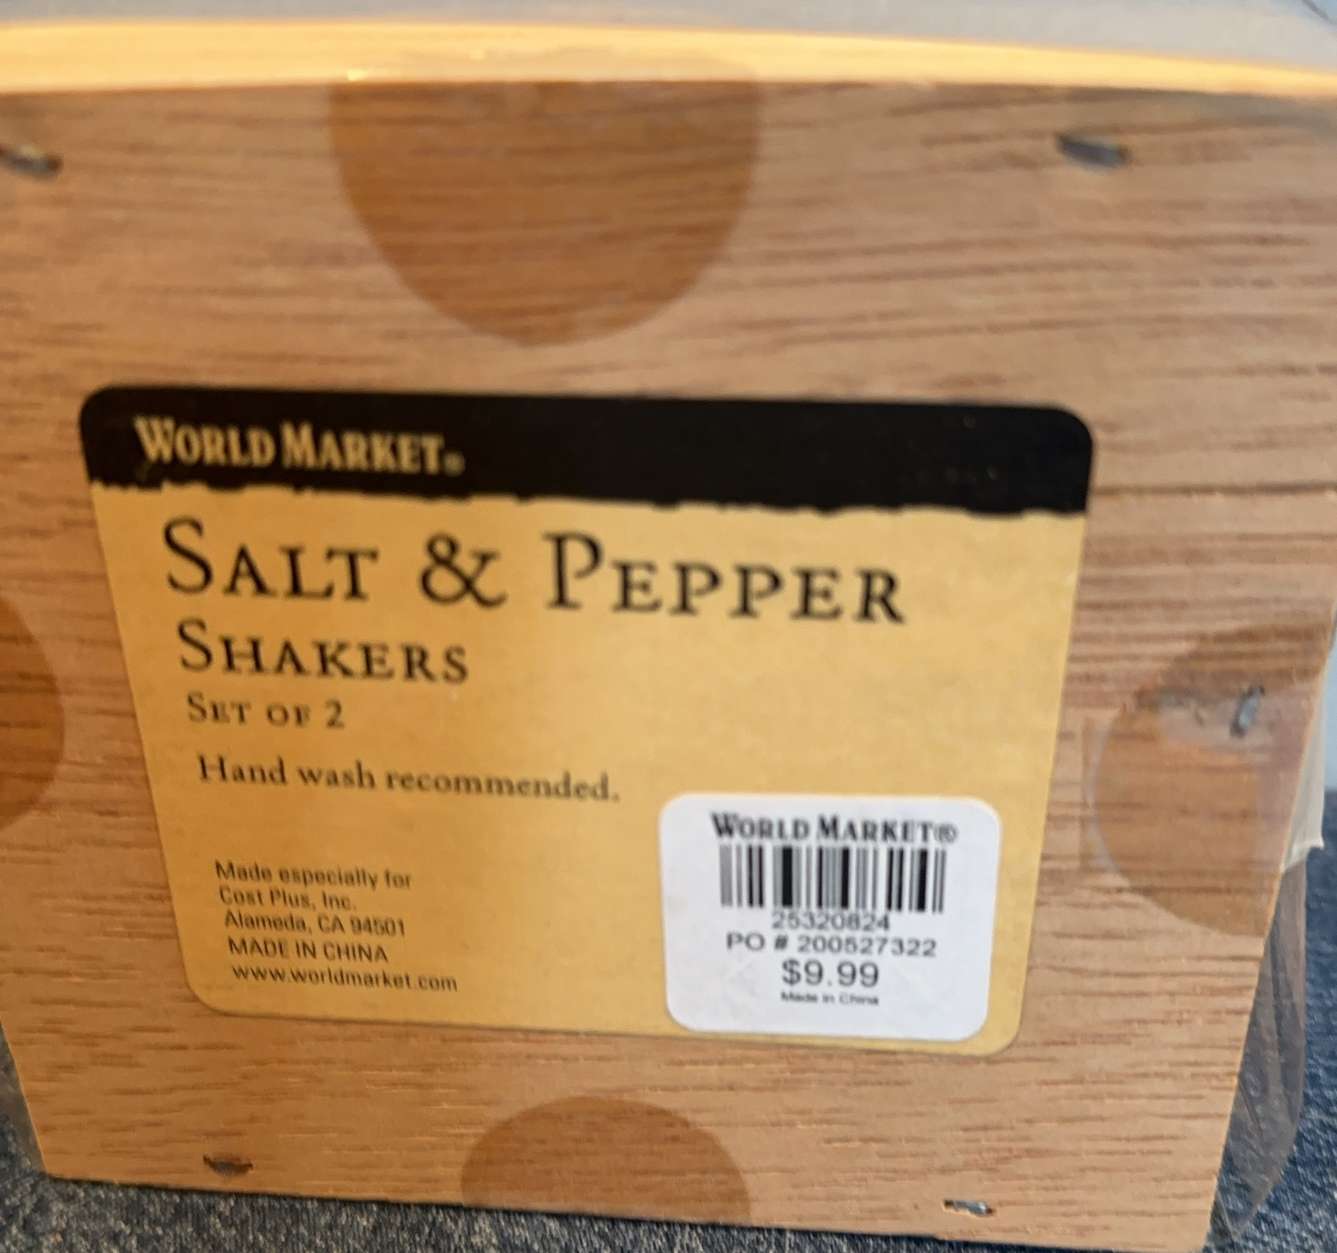 WORLD MARKET®
SALT & PEPPER
SHAKERS
SET OF 2
Hand wash recommended.
Made especially for
Cost Plus, Inc.
Alameda, CA 94501
MADE IN CHINA
www.worldmarket.com
WORLD MARKET®
25320824
PO # 200527322
$9.99
Made in China